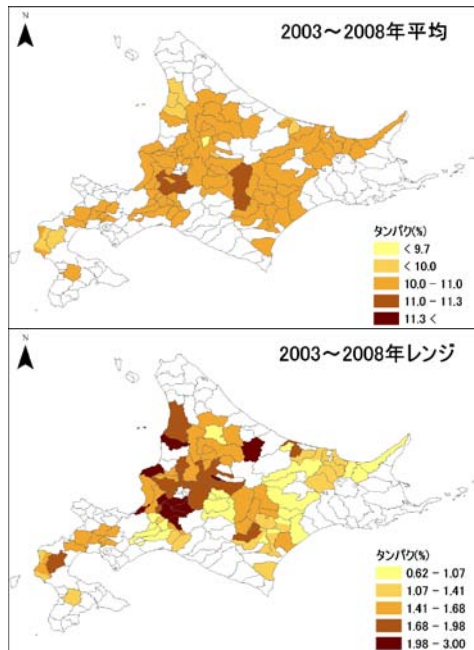 N
2003～2008年平均
タンパク(%)
< 9.7
< 10.0
10.0 - 11.0
11.0 - 11.3
11.3 <
N
2003～2008年レンジ
タンパク(%)
0.62 - 1.07
1.07 - 1.41
1.41 - 1.68
1.68 - 1.98
1.98 - 3.00